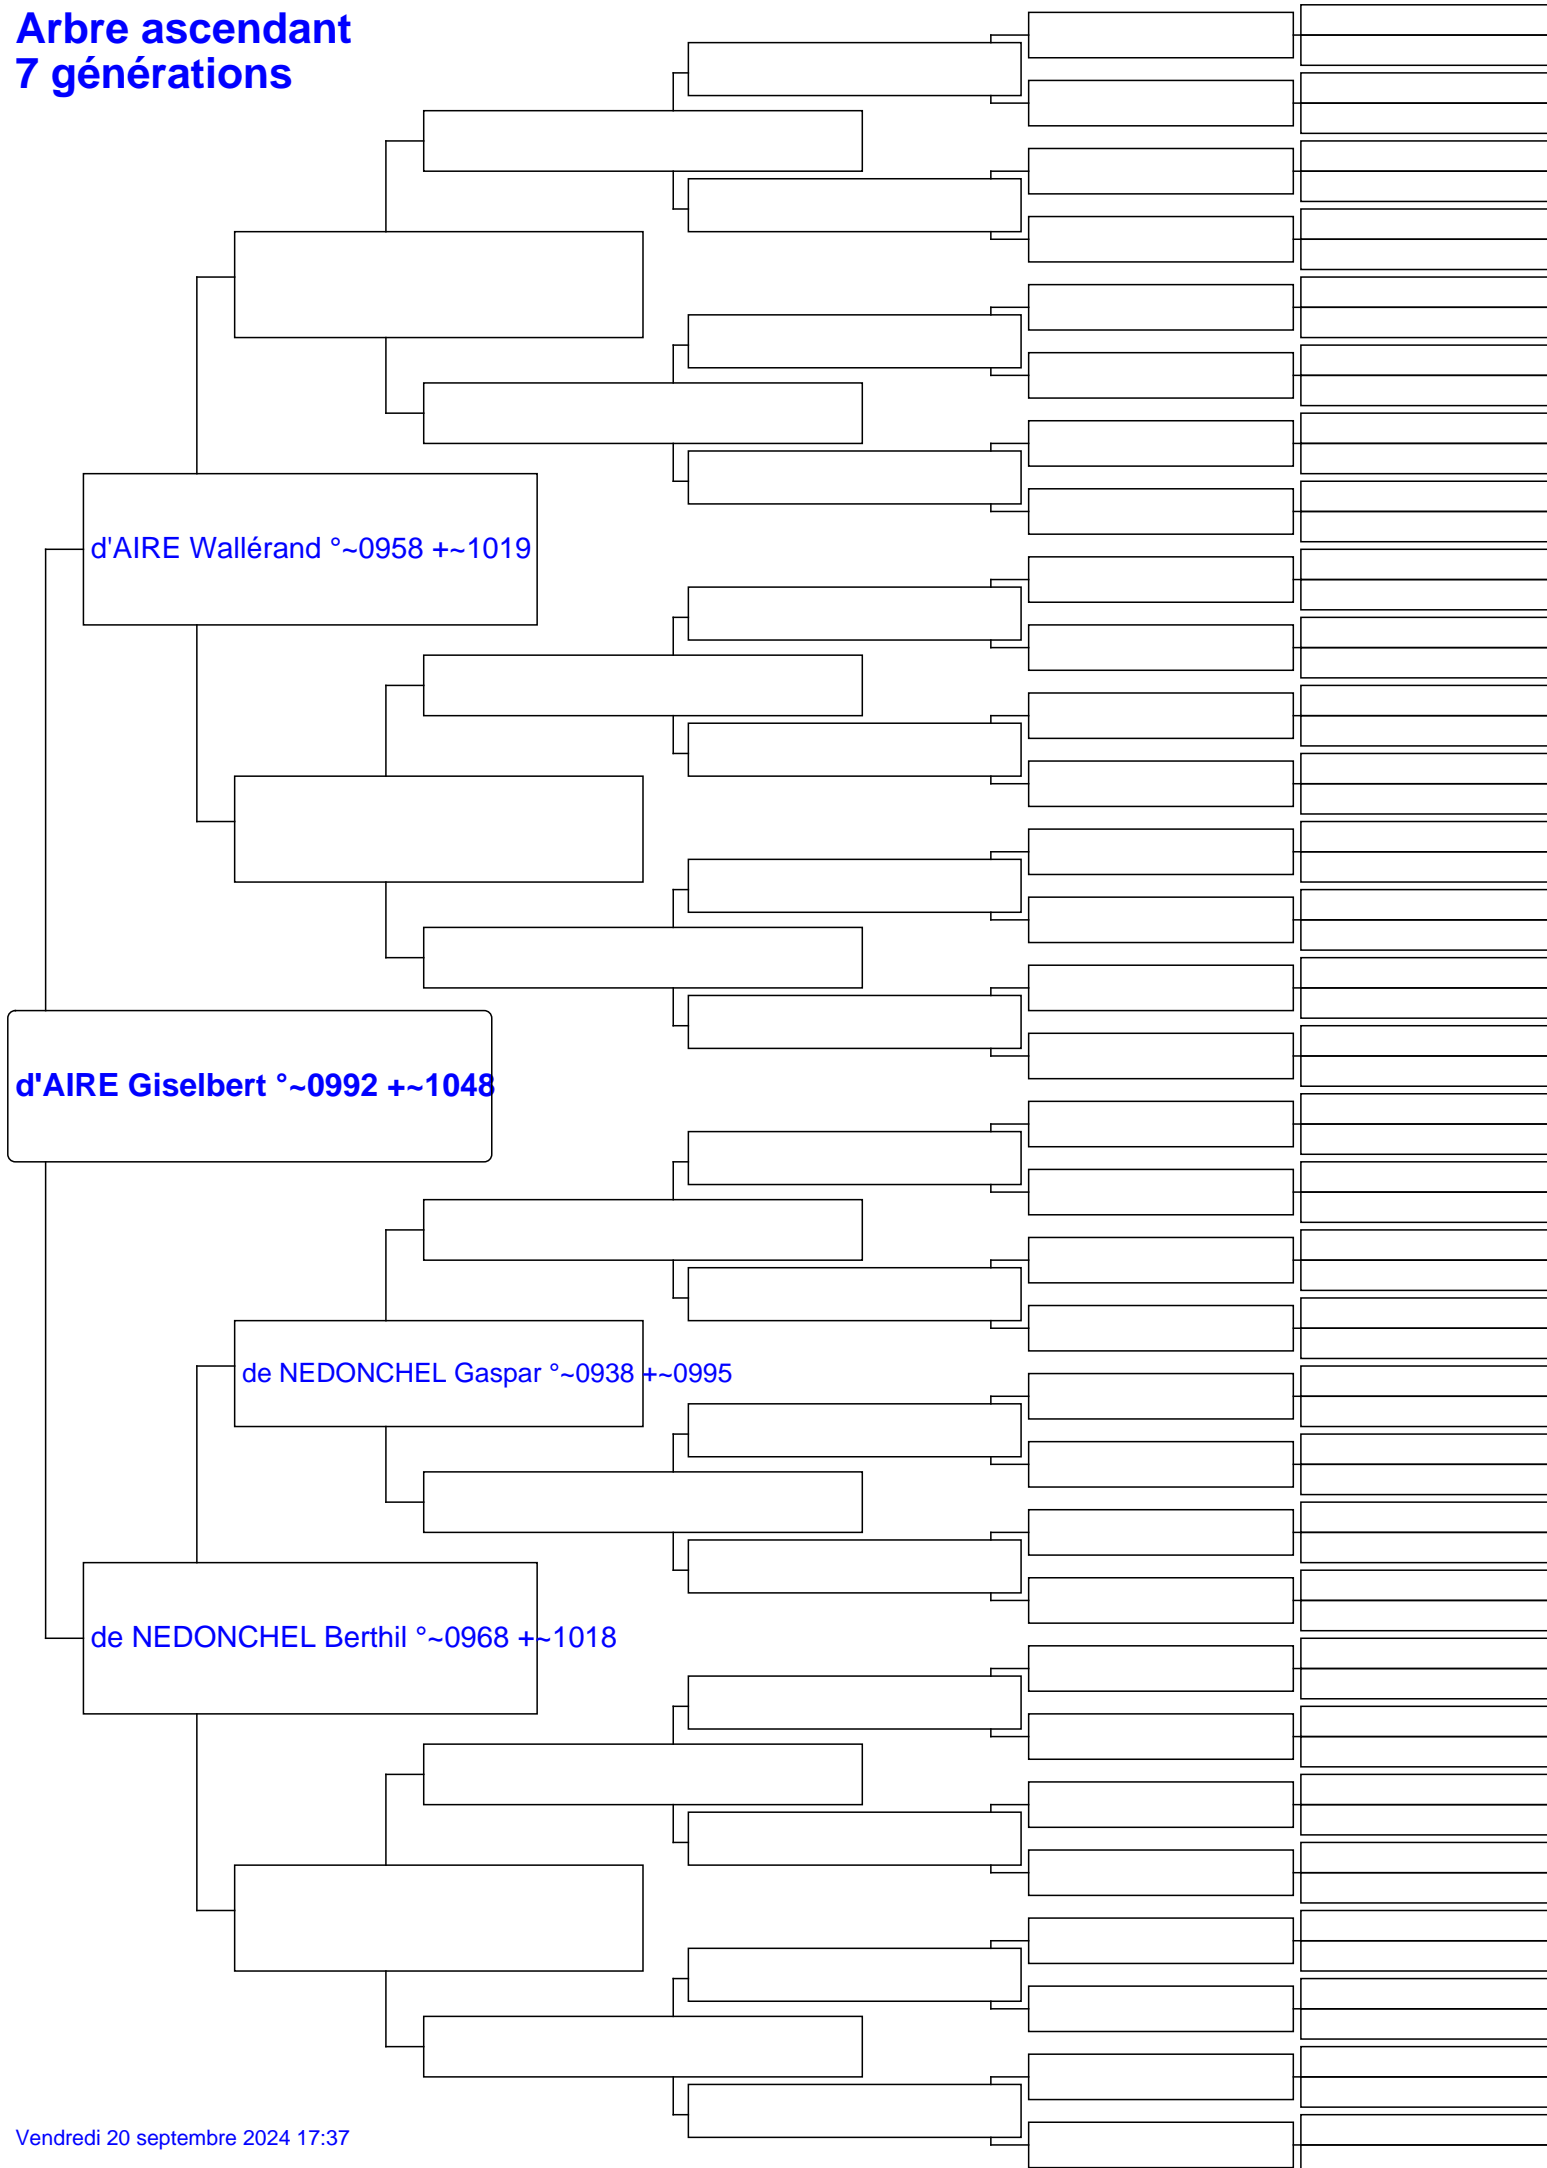 Arbre ascendant
7 générations
d'AIRE Wallérand °~0958 +~1019
d'AIRE Giselbert °~0992 +~1048
de NEDONCHEL Gaspar °~0938 +~0995
de NEDONCHEL Berthil °~0968 +~1018
Vendredi 20 septembre 2024 17:37